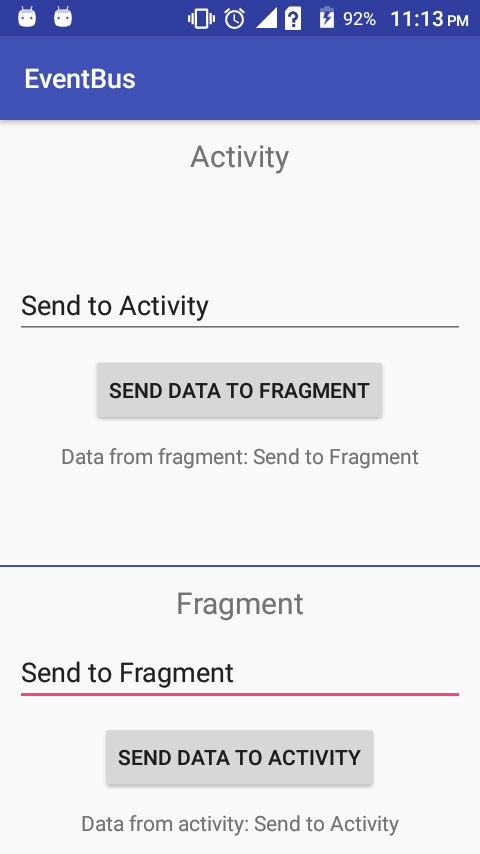 92% 11:13 PM
EventBus
Activity
Send to Activity
SEND DATA TO FRAGMENT
Data from fragment: Send to Fragment
Fragment
Send to Fragment
SEND DATA TO ACTIVITY
Data from activity: Send to Activity